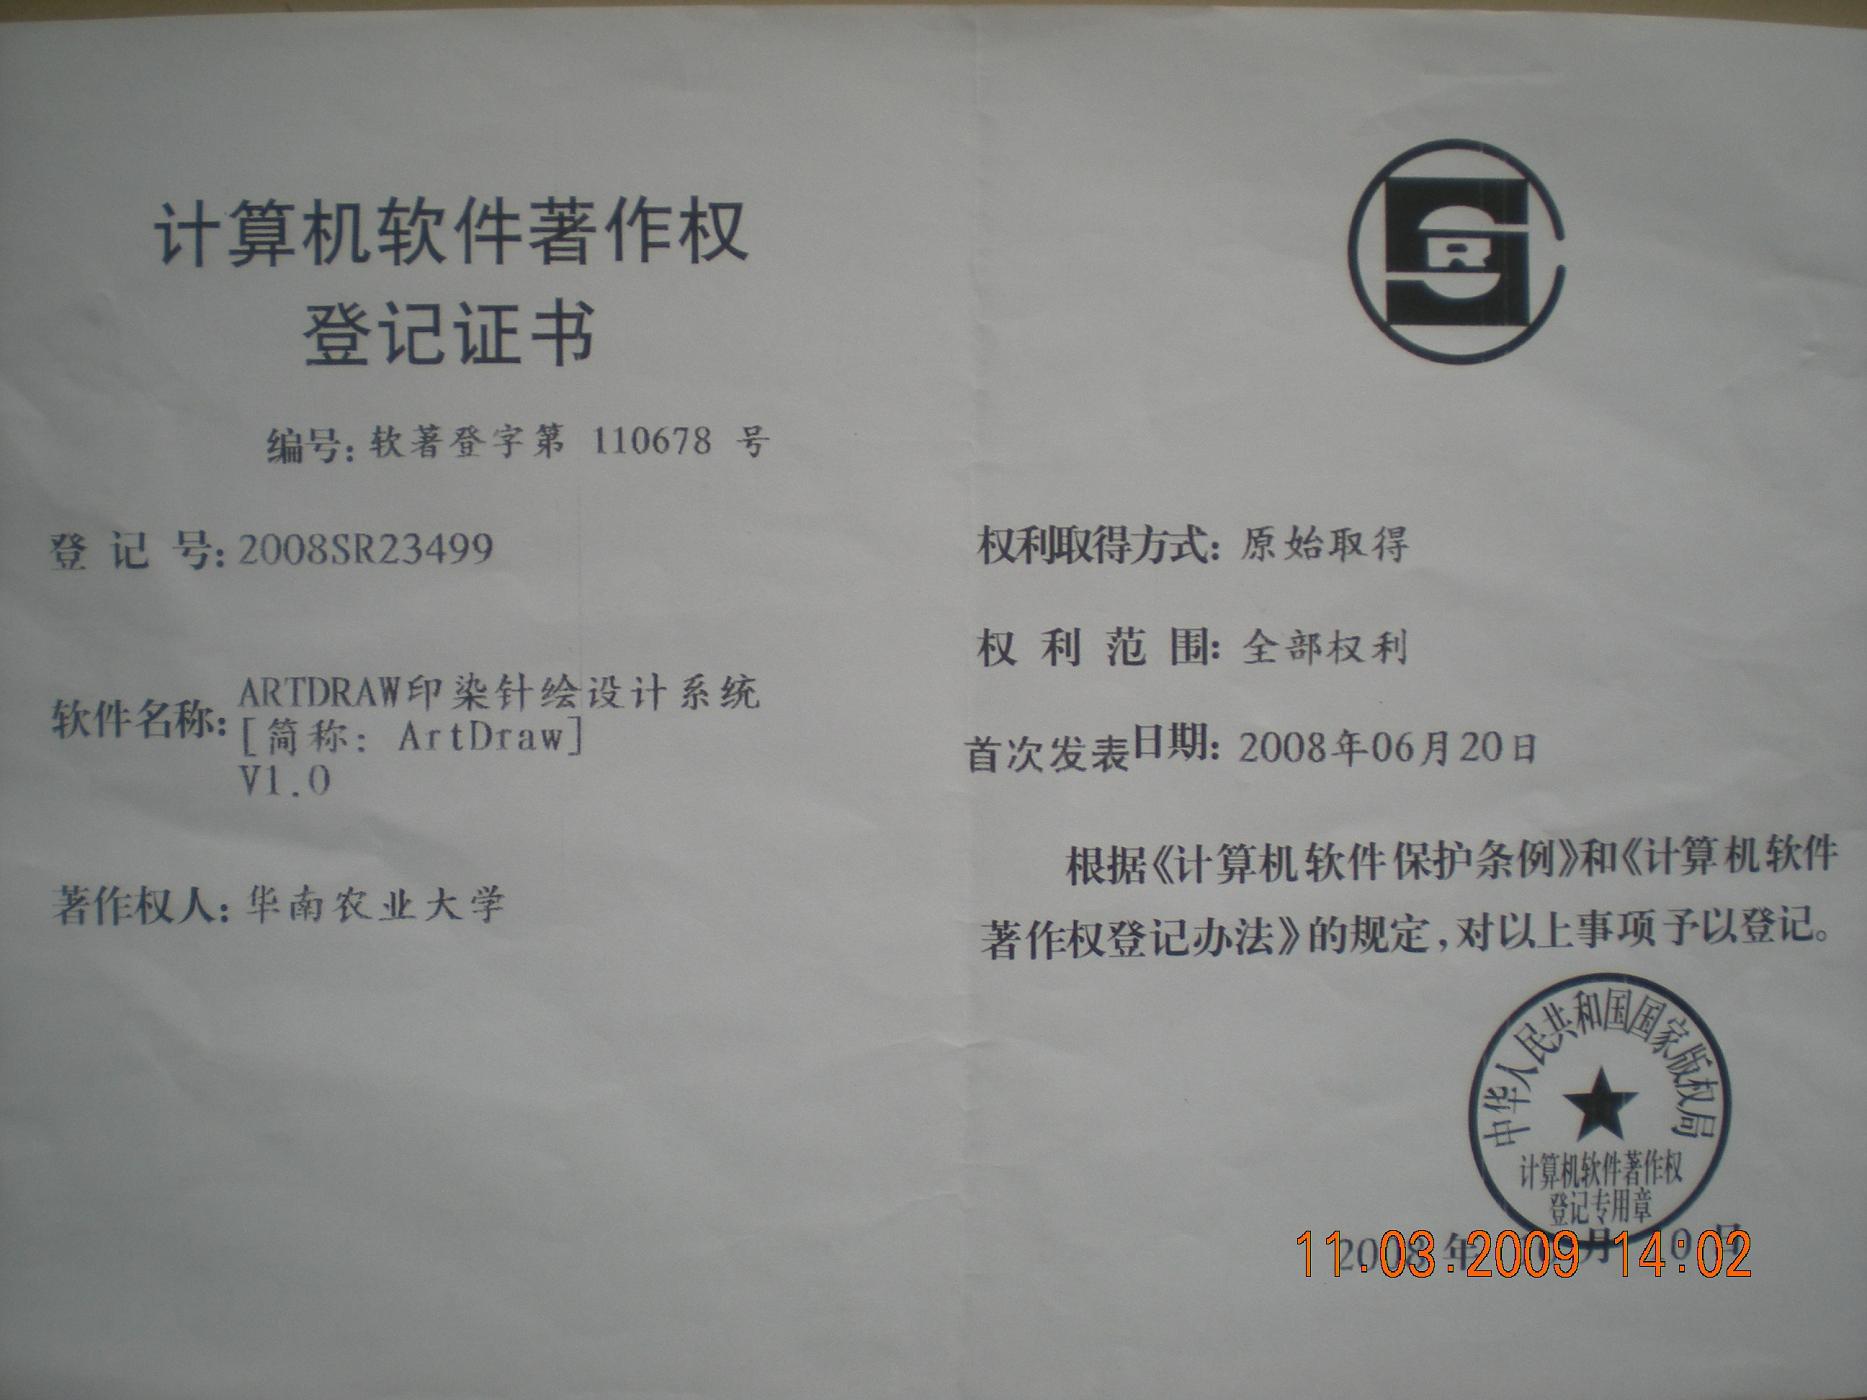 计算机软件著作权
登记证书
编号：软著登字第 110678 号
登 记 号：2008SR23499
软件名称：
ARTDRAW印染针绘设计系统
[简称：ArtDraw]
V1.0
著作权人：华南农业大学
SR
权利取得方式：原始取得
权 利 范 围：全部权利
首次发表日期：2008年06月20日
根据《计算机软件保护条例》和《计算机软件
著作权登记办法》的规定，对以上事项予以登记。
中华人民共和国国家版权局
计算机软件著作权
登记专用章
2008 年 月 日
11.03.2009 14:02